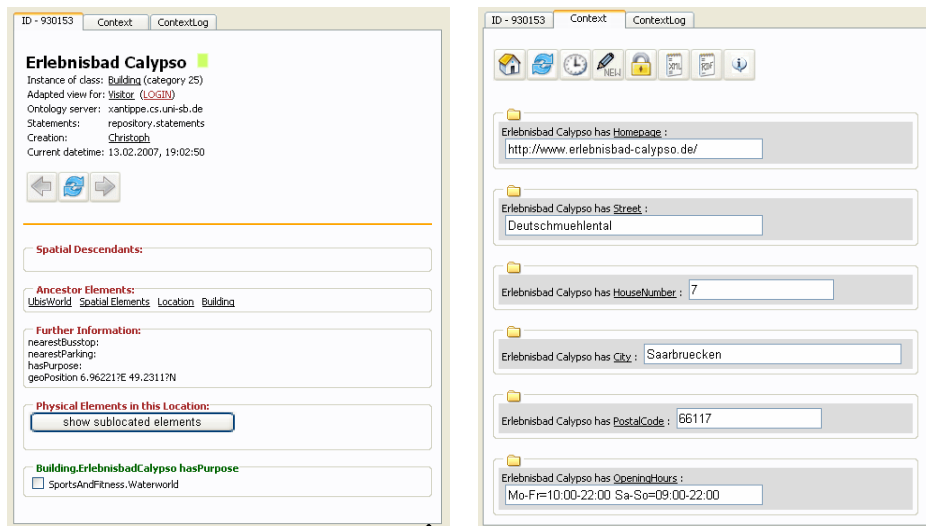 ID - 930153 Context ContextLog
Erlebnisbad Calypso
Instance of class: Building (category 25)
Adapted view for: Visitor (LOGIN)
Ontology server: xantippe.cs.uni-sb.de
Statements: repository.statements
Creation: Christoph
Current datetime: 13.02.2007, 19:02:50
Spatial Descendants:
Ancestor Elements:
UbisWorld Spatial Elements Location Building
Further Information:
nearestBusstop:
nearestParking:
hasPurpose:
geoPosition 6.96221?E 49.2311?N
Physical Elements in this Location:
show sublocated elements
Building.ErlebnisbadCalypso hasPurpose
SportsAndFitness.Waterworld
ID - 930153 Context ContextLog
NEW XML RDF
Erlebnisbad Calypso has Homepage :
http://www.erlebnisbad-calypso.de/
Erlebnisbad Calypso has Street :
Deutschmuehlental
Erlebnisbad Calypso has HouseNumber : 7
Erlebnisbad Calypso has City : Saarbruecken
Erlebnisbad Calypso has PostalCode : 66117
Erlebnisbad Calypso has OpeningHours :
Mo-Fr=10:00-22:00 Sa-So=09:00-22:00